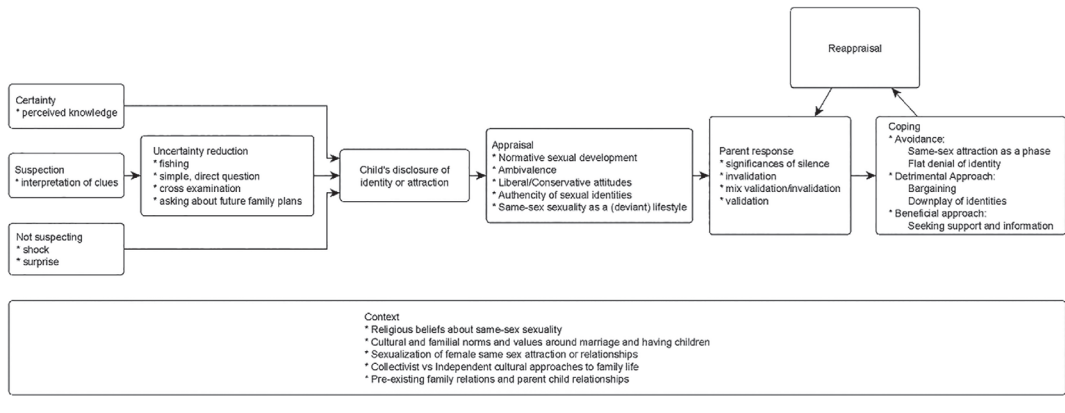 Reappraisal
Certainty
* perceived knowledge
Suspection
* interpretation of clues
Uncertainty reduction
* fishing
* simple, direct question
* cross examination
* asking about future family plans
Not suspecting
* shock
* surprise
Child's disclosure of
identity or attraction
Appraisal
* Normative sexual development
* Ambivalence
* Liberal/Conservative attitudes
* Authencity of sexual identities
* Same-sex sexuality as a (deviant) lifestyle
Parent response
* significances of silence
* invalidation
* mix validation/invalidation
* validation
Coping
* Avoidance:
Same-sex attraction as a phase
Flat denial of identity
* Detrimental Approach:
Bargaining
Downplay of identities
* Beneficial approach:
Seeking support and information
Context
* Religious beliefs about same-sex sexuality
* Cultural and familial norms and values around marriage and having children
* Sexualization of female same sex attraction or relationships
* Collectivist vs Independent cultural approaches to family life
* Pre-existing family relations and parent child relationships